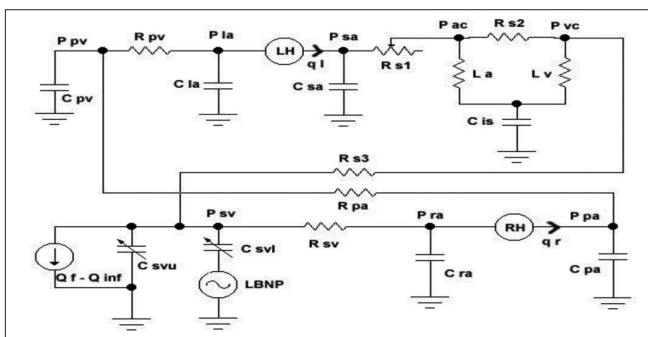 P pv
R pv
P la
LH
q l
P sa
R s1
P ac
R s2
P vc
C pv
C la
C sa
L a
L v
C is
R s3
R pa
P sv
R sv
P ra
RH
q r
P pa
Q f - Q inf
C svu
C svl
LBNP
C ra
C pa